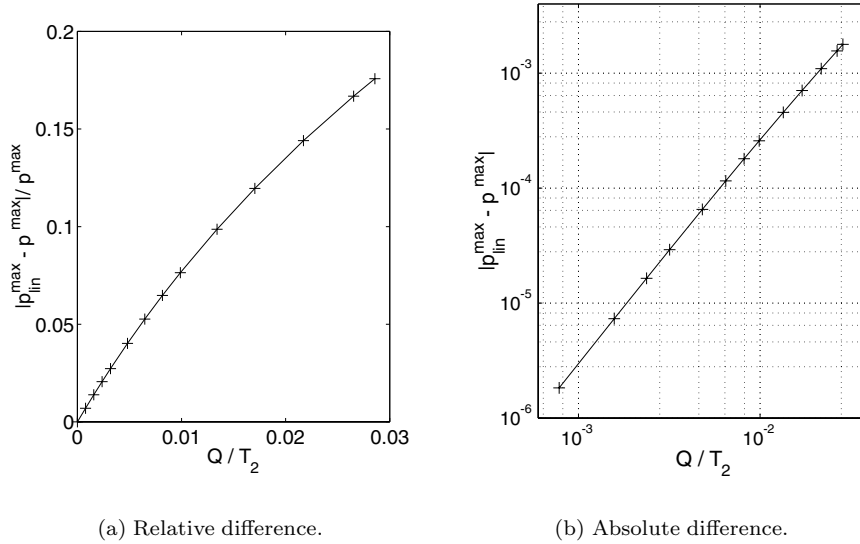 0.2
0.15
0.1
0.05
0
|p_lin^max - p^max| / p^max
0 0.01 0.02 0.03
Q / T_2
(a) Relative difference.
10^-3
10^-4
10^-5
10^-6
|p_lin^max - p^max|
10^-3 10^-2
Q / T_2
(b) Absolute difference.